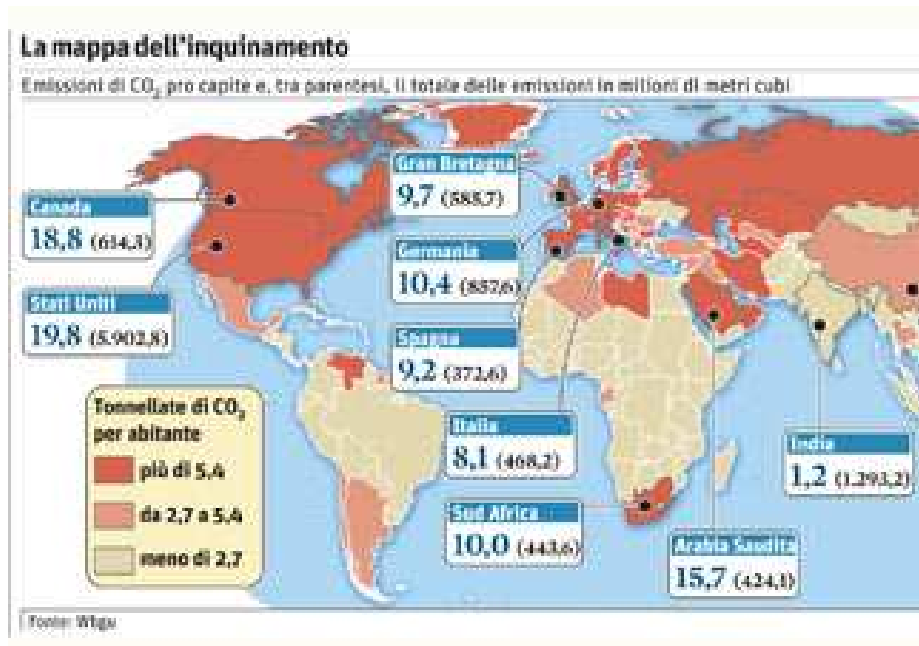 La mappa dell'inquinamento
Emissioni di CO₂ pro capite e, tra parentesi, il totale delle emissioni in milioni di metri cubi
Canada
18,8 (614,3)
Stati Uniti
19,8 (5.902,8)
Gran Bretagna
9,7 (585,7)
Germania
10,4 (857,6)
Spagna
9,2 (372,6)
Italia
8,1 (468,2)
Sud Africa
10,0 (443,6)
Arabia Saudita
15,7 (424,1)
India
1,2 (1.293,2)
Tonnellate di CO₂
per abitante
più di 5,4
da 2,7 a 5,4
meno di 2,7
Fonte: Wbgu